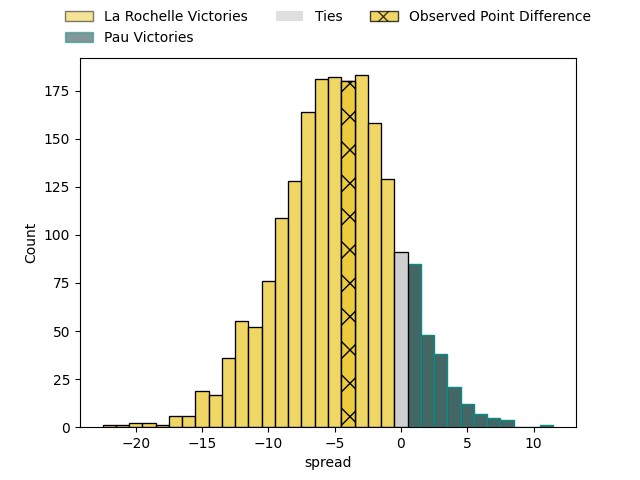 La Rochelle Victories
Ties
Observed Point Difference
Pau Victories
175
150
125
100
75
50
25
0
Count
−20
−15
−10
−5
0
5
10
spread